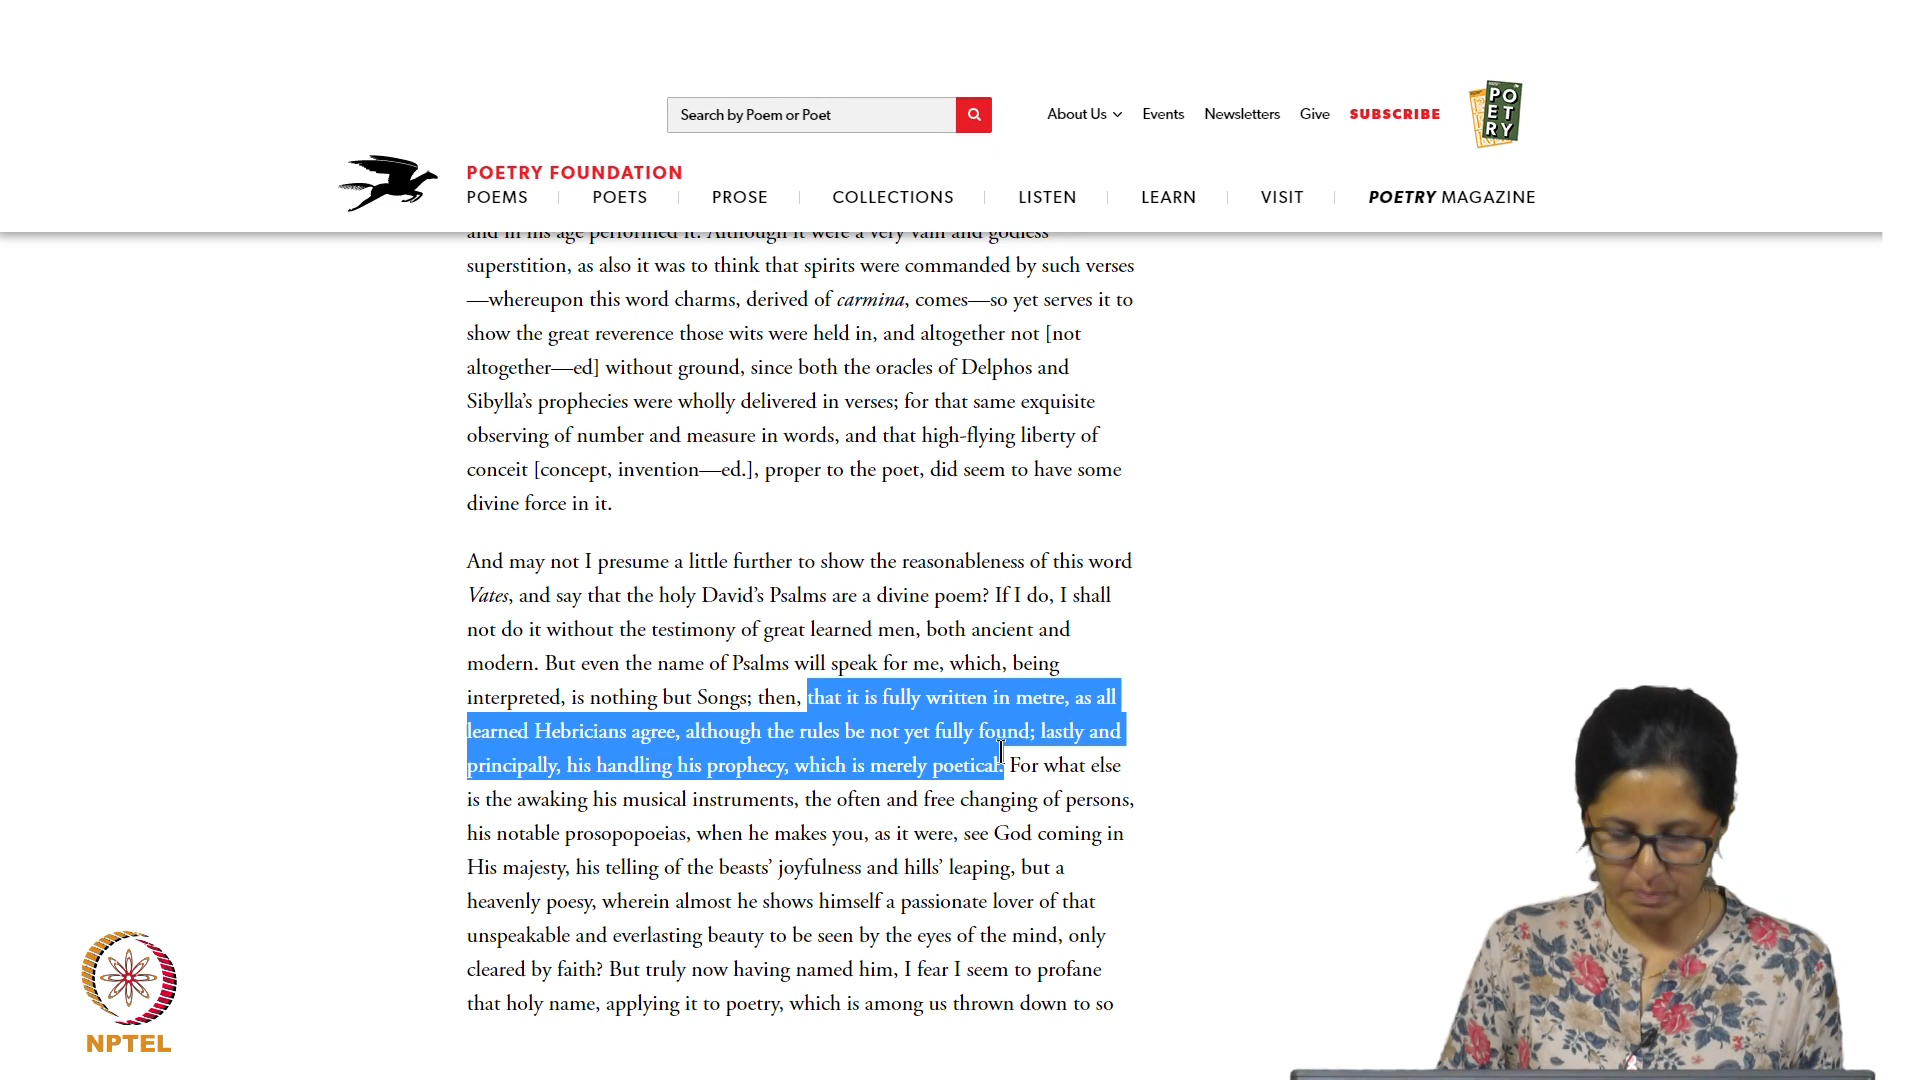 Search by Poem or Poet
About Us
Events
Newsletters
Give
SUBSCRIBE
PO
ET
RY
POETRY FOUNDATION
POEMS
POETS
PROSE
COLLECTIONS
LISTEN
LEARN
VISIT
POETRY MAGAZINE
and in his age performed it. Although it were a very vain and godless
superstition, as also it was to think that spirits were commanded by such verses
—whereupon this word charms, derived of carmina, comes—so yet serves it to
show the great reverence those wits were held in, and altogether not [not
altogether—ed] without ground, since both the oracles of Delphos and
Sibylla’s prophecies were wholly delivered in verses; for that same exquisite
observing of number and measure in words, and that high-flying liberty of
conceit [concept, invention—ed.], proper to the poet, did seem to have some
divine force in it.
And may not I presume a little further to show the reasonableness of this word
Vates, and say that the holy David’s Psalms are a divine poem? If I do, I shall
not do it without the testimony of great learned men, both ancient and
modern. But even the name of Psalms will speak for me, which, being
interpreted, is nothing but Songs; then, that it is fully written in metre, as all
learned Hebricians agree, although the rules be not yet fully found; lastly and
principally, his handling his prophecy, which is merely poetical. For what else
is the awaking his musical instruments, the often and free changing of persons,
his notable prosopopoeias, when he makes you, as it were, see God coming in
His majesty, his telling of the beasts’ joyfulness and hills’ leaping, but a
heavenly poesy, wherein almost he shows himself a passionate lover of that
unspeakable and everlasting beauty to be seen by the eyes of the mind, only
cleared by faith? But truly now having named him, I fear I seem to profane
that holy name, applying it to poetry, which is among us thrown down to so
NPTEL